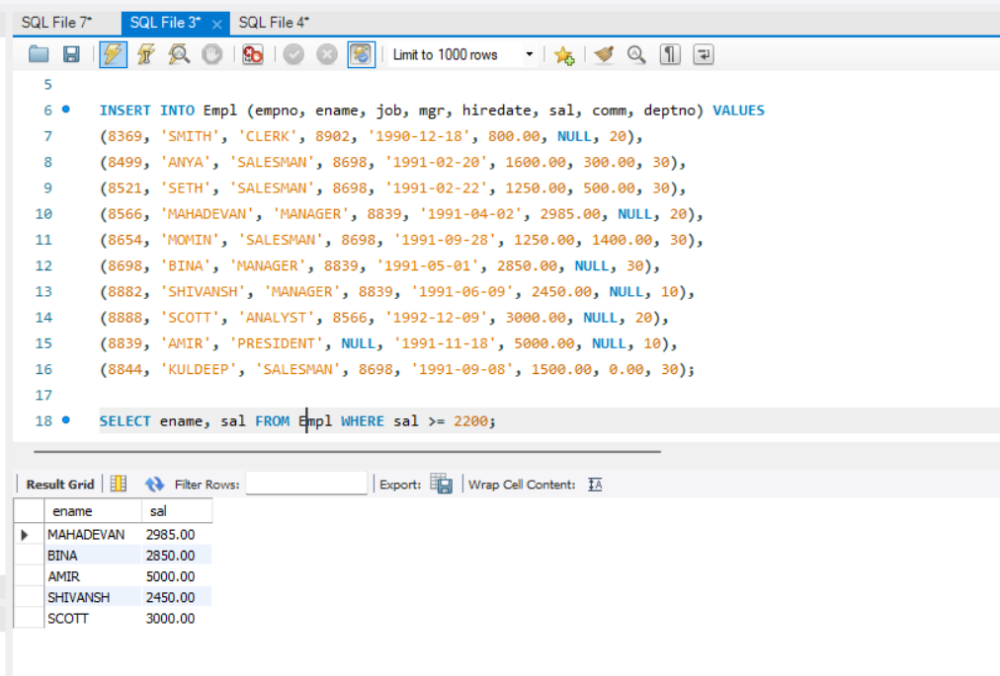 SQL File 7* SQL File 3* × SQL File 4*
Limit to 1000 rows
5
6 INSERT INTO Empl (empno, ename, job, mgr, hiredate, sal, comm, deptno) VALUES
7 (8369, 'SMITH', 'CLERK', 8902, '1990-12-18', 800.00, NULL, 20),
8 (8499, 'ANYA', 'SALESMAN', 8698, '1991-02-20', 1600.00, 300.00, 30),
9 (8521, 'SETH', 'SALESMAN', 8698, '1991-02-22', 1250.00, 500.00, 30),
10 (8566, 'MAHADEVAN', 'MANAGER', 8839, '1991-04-02', 2985.00, NULL, 20),
11 (8654, 'MOMIN', 'SALESMAN', 8698, '1991-09-28', 1250.00, 1400.00, 30),
12 (8698, 'BINA', 'MANAGER', 8839, '1991-05-01', 2850.00, NULL, 30),
13 (8882, 'SHIVANSH', 'MANAGER', 8839, '1991-06-09', 2450.00, NULL, 10),
14 (8888, 'SCOTT', 'ANALYST', 8566, '1992-12-09', 3000.00, NULL, 20),
15 (8839, 'AMIR', 'PRESIDENT', NULL, '1991-11-18', 5000.00, NULL, 10),
16 (8844, 'KULDEEP', 'SALESMAN', 8698, '1991-09-08', 1500.00, 0.00, 30);
17
18 SELECT ename, sal FROM Empl WHERE sal >= 2200;
Result Grid Filter Rows: Export: Wrap Cell Content:
ename sal
MAHADEVAN 2985.00
BINA 2850.00
AMIR 5000.00
SHIVANSH 2450.00
SCOTT 3000.00